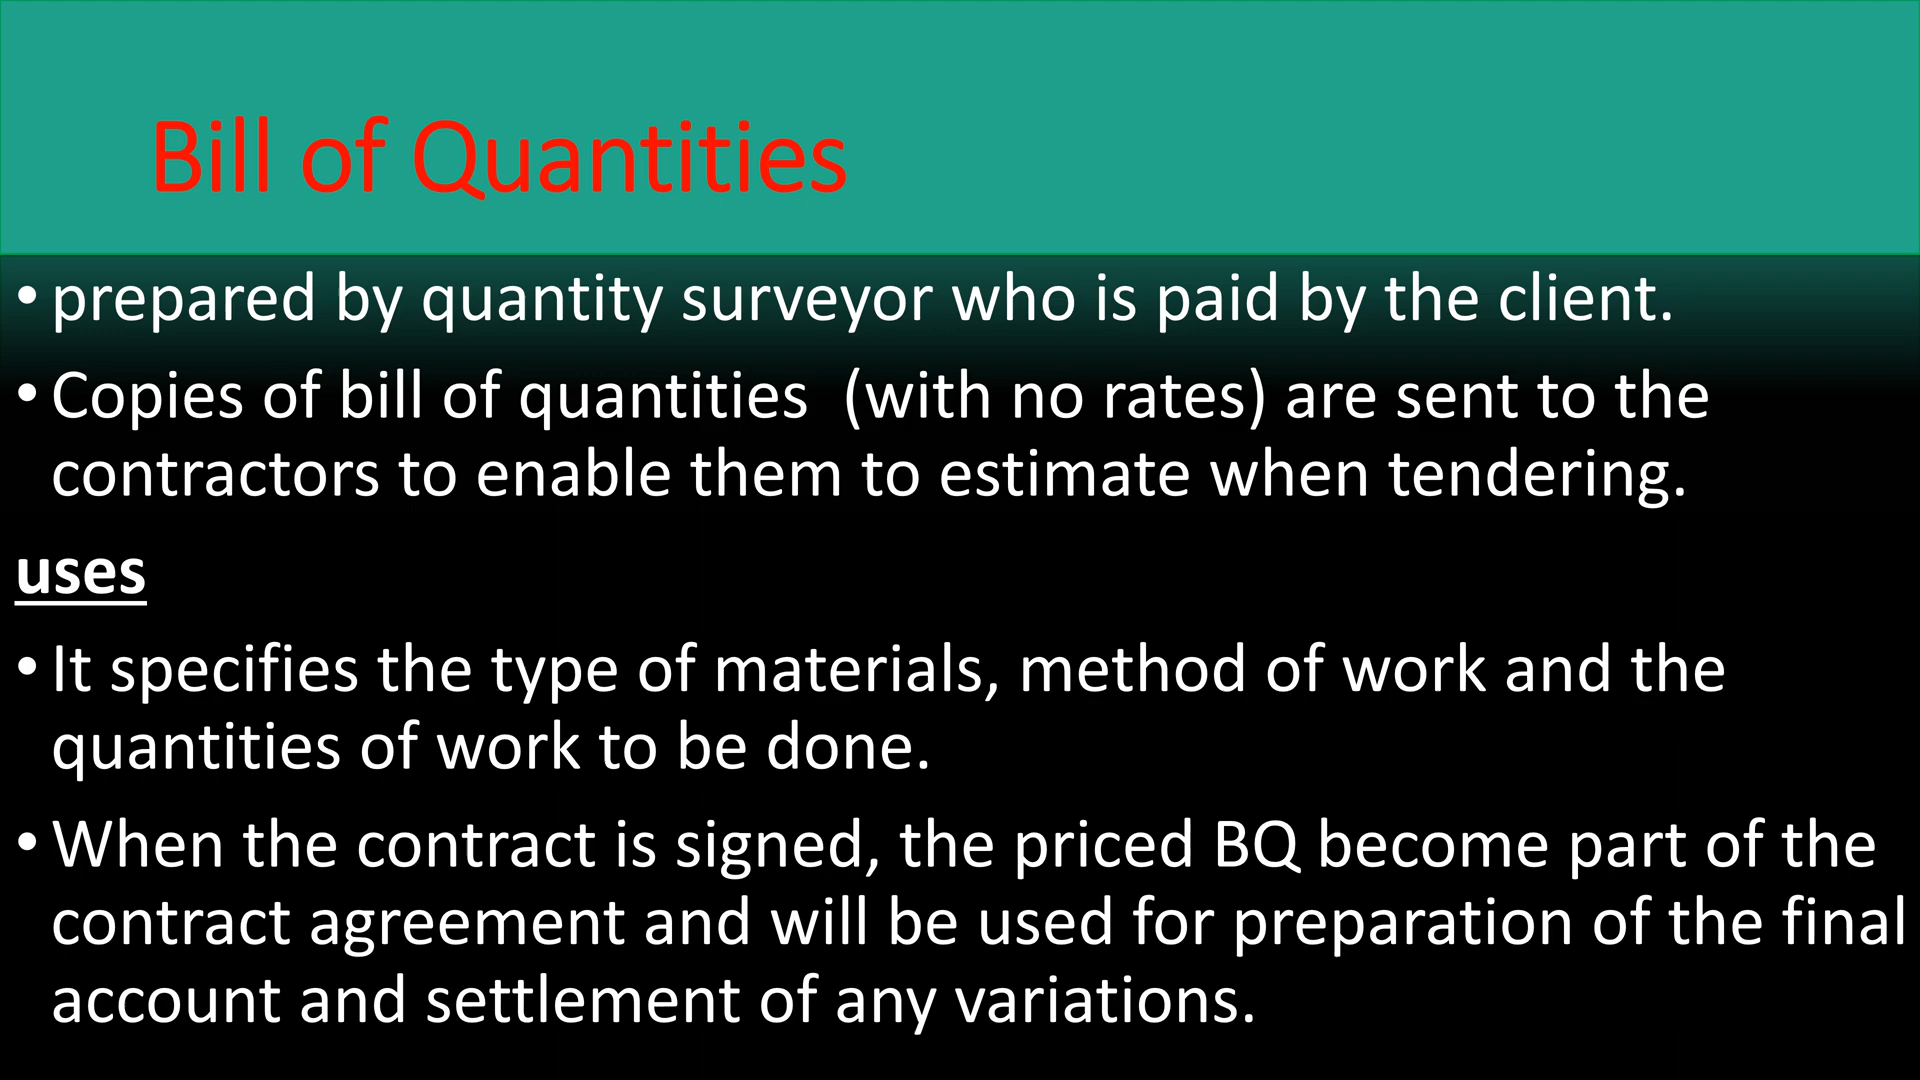 Bill of Quantities
• prepared by quantity surveyor who is paid by the client.
• Copies of bill of quantities  (with no rates) are sent to the
contractors to enable them to estimate when tendering.
uses
• It specifies the type of materials, method of work and the
quantities of work to be done.
• When the contract is signed, the priced BQ become part of the
contract agreement and will be used for preparation of the final
account and settlement of any variations.